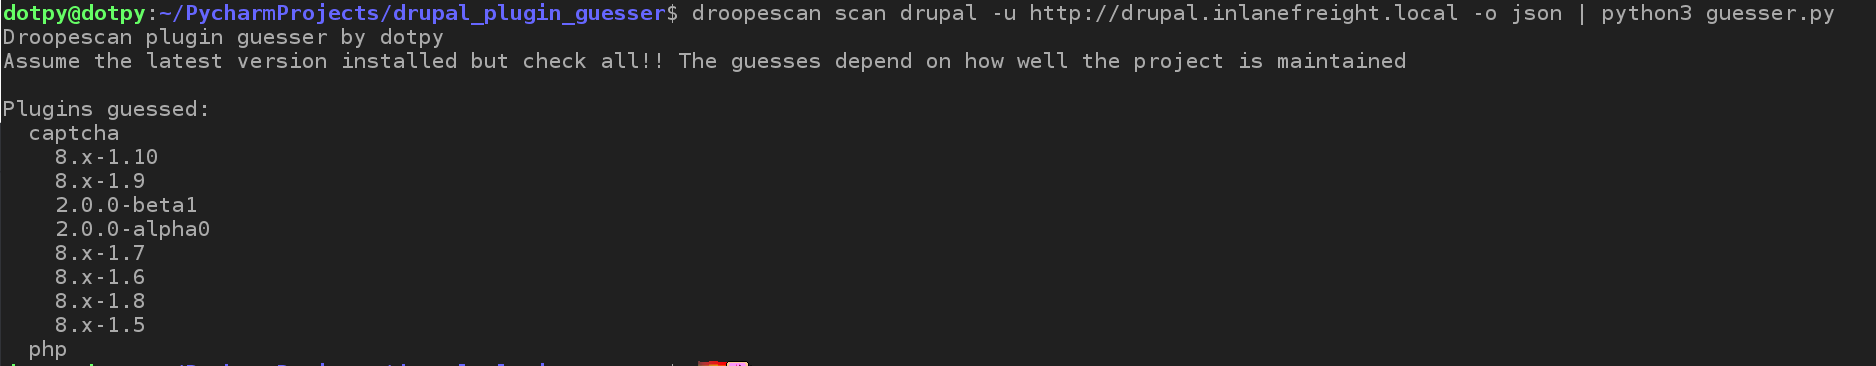 dotpy@dotpy:~/PycharmProjects/drupal_plugin_guesser$ droopescan scan drupal -u http://drupal.inlanefreight.local -o json | python3 guesser.py
Droopescan plugin guesser by dotpy
Assume the latest version installed but check all!! The guesses depend on how well the project is maintained
Plugins guessed:
captcha
8.x-1.10
8.x-1.9
2.0.0-beta1
2.0.0-alpha0
8.x-1.7
8.x-1.6
8.x-1.8
8.x-1.5
php